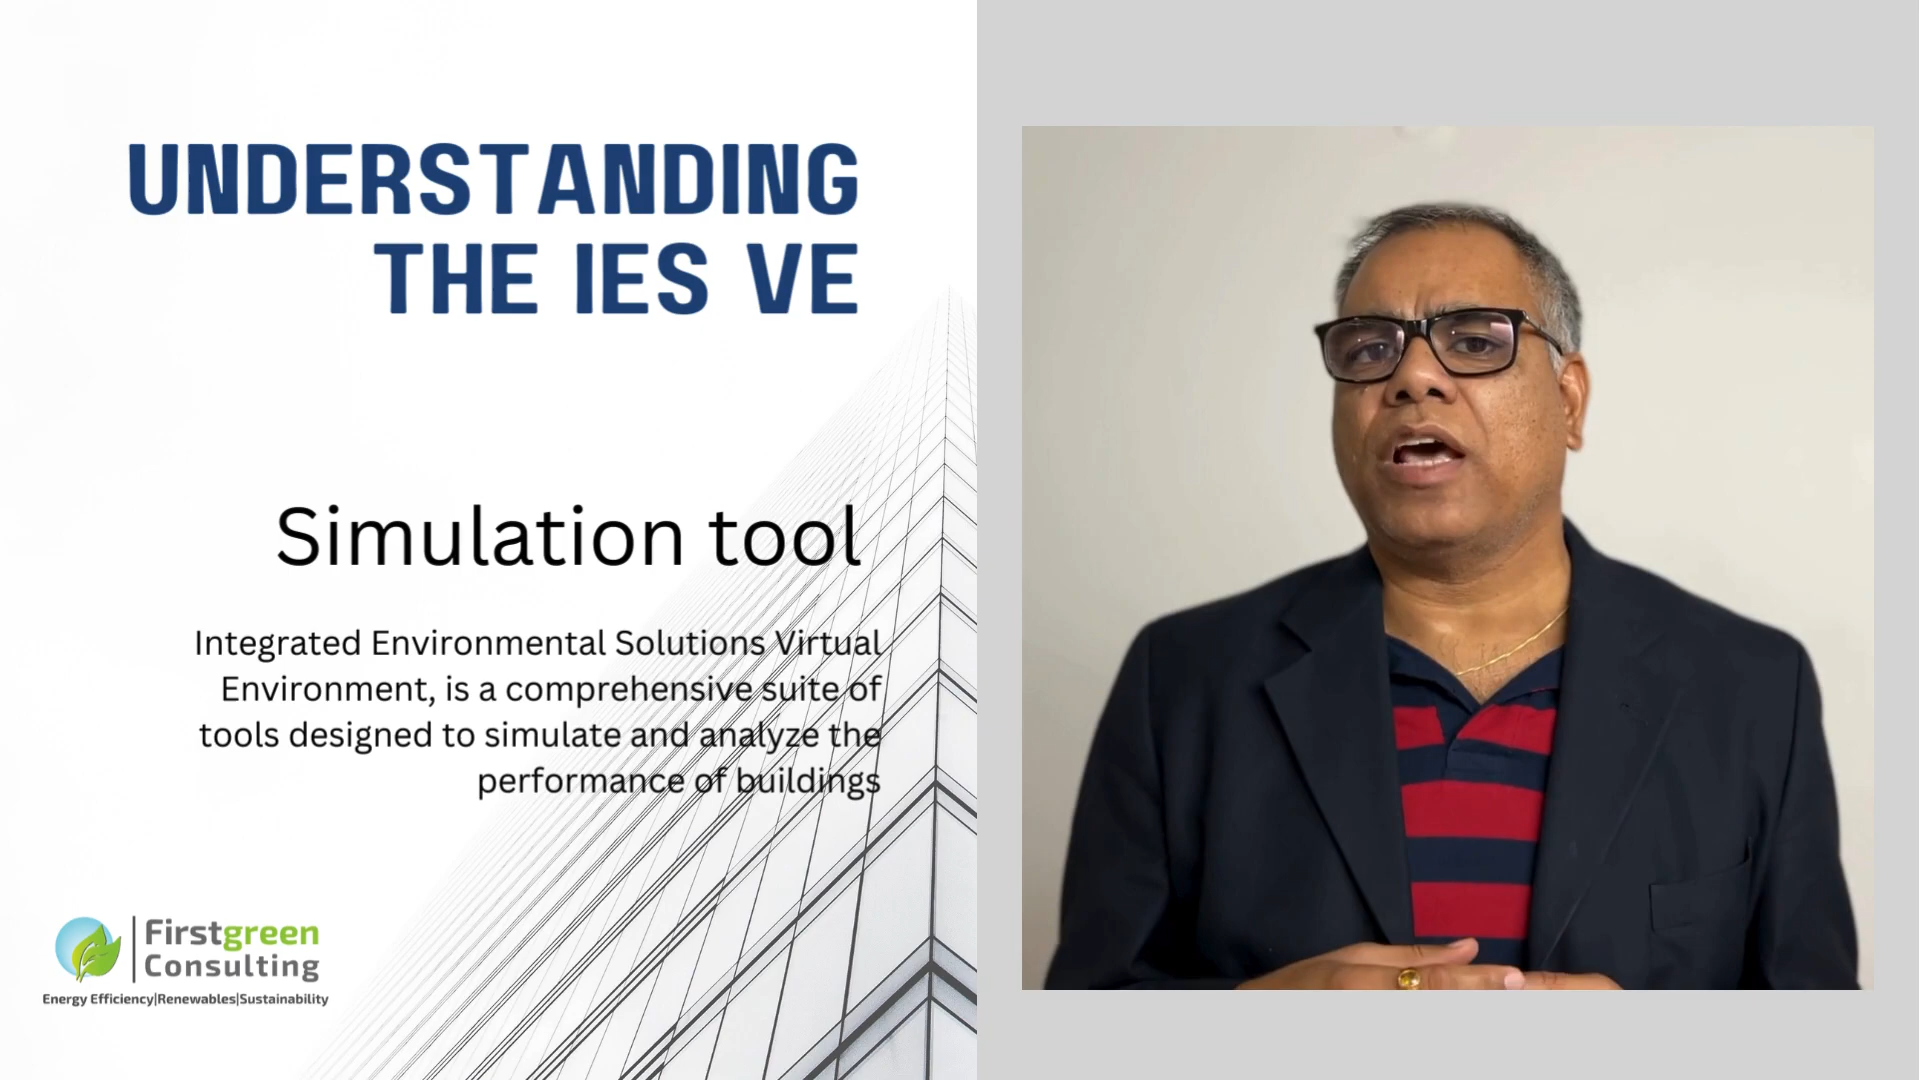 UNDERSTANDING
THE IES VE
Simulation tool
Integrated Environmental Solutions Virtual
Environment, is a comprehensive suite of
tools designed to simulate and analyze the
performance of buildings
Firstgreen
Consulting
Energy Efficiency|Renewables|Sustainability